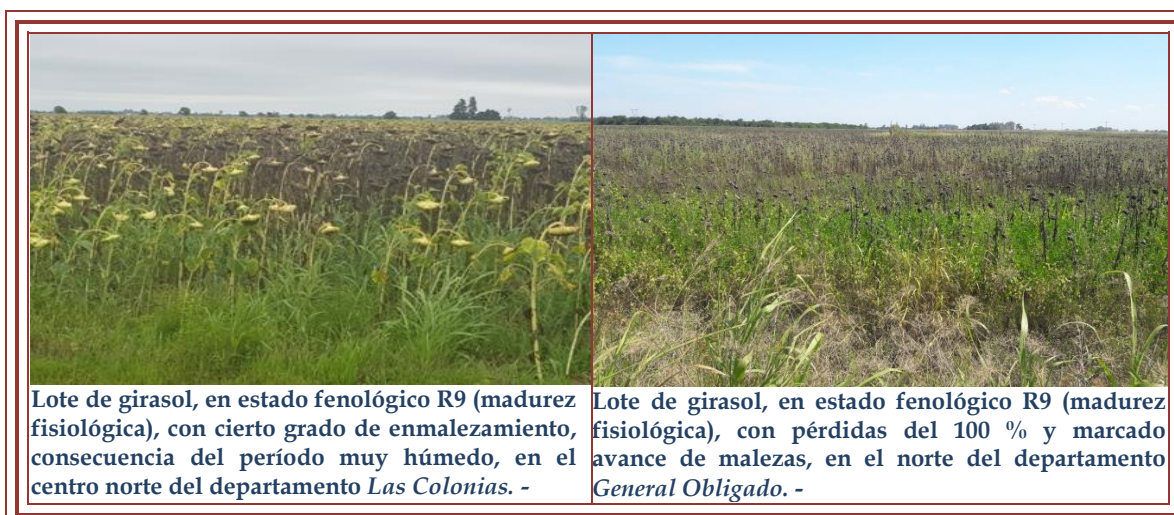 Lote de girasol, en estado fenológico R9 (madurez
fisiológica), con cierto grado de enmalezamiento,
consecuencia del período muy húmedo, en el
centro norte del departamento Las Colonias. -
Lote de girasol, en estado fenológico R9 (madurez
fisiológica), con pérdidas del 100 % y marcado
avance de malezas, en el norte del departamento
General Obligado. -